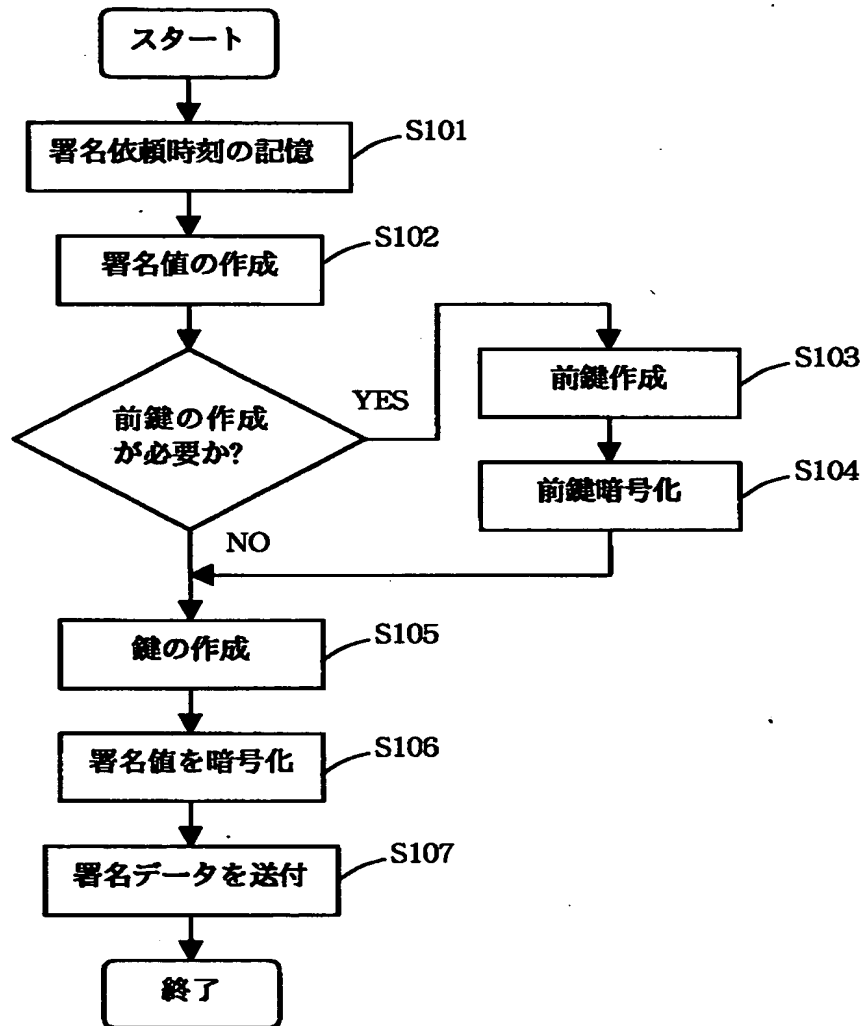 スタート
署名依頼時刻の記憶
S101
署名値の作成
S102
前鍵の作成
が必要か?
YES
前鍵作成
S103
前鍵暗号化
S104
NO
鍵の作成
S105
署名値を暗号化
S106
署名データを送付
S107
終了